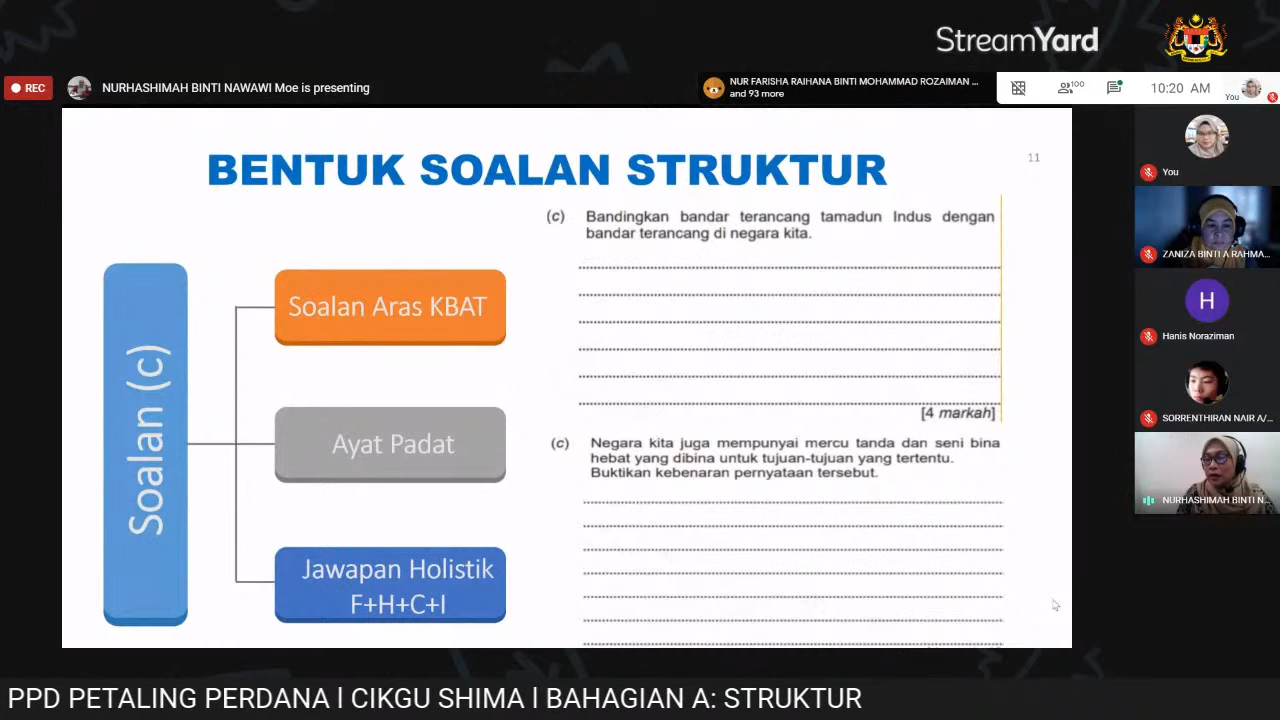 StreamYard
REC
NURHASHIMAH BINTI NAWAWI Moe is presenting
NUR FARISHA RAIHANA BINTI MOHAMMAD ROZAIMAN ...
and 93 more
100
10:20 AM
You
BENTUK SOALAN STRUKTUR
11
Soalan (c)
Soalan Aras KBAT
Ayat Padat
Jawapan Holistik
F+H+C+I
(c) Bandingkan bandar terancang tamadun Indus dengan
bandar terancang di negara kita.
[4 markah]
(c) Negara kita juga mempunyai mercu tanda dan seni bina
hebat yang dibina untuk tujuan-tujuan yang tertentu.
Buktikan kebenaran pernyataan tersebut.
You
ZANIZA BINTI A RAHMA...
H
Hanis Noraziman
SORRENTHIRAN NAIR A/...
NURHASHIMAH BINTI N...
PPD PETALING PERDANA l CIKGU SHIMA l BAHAGIAN A: STRUKTUR